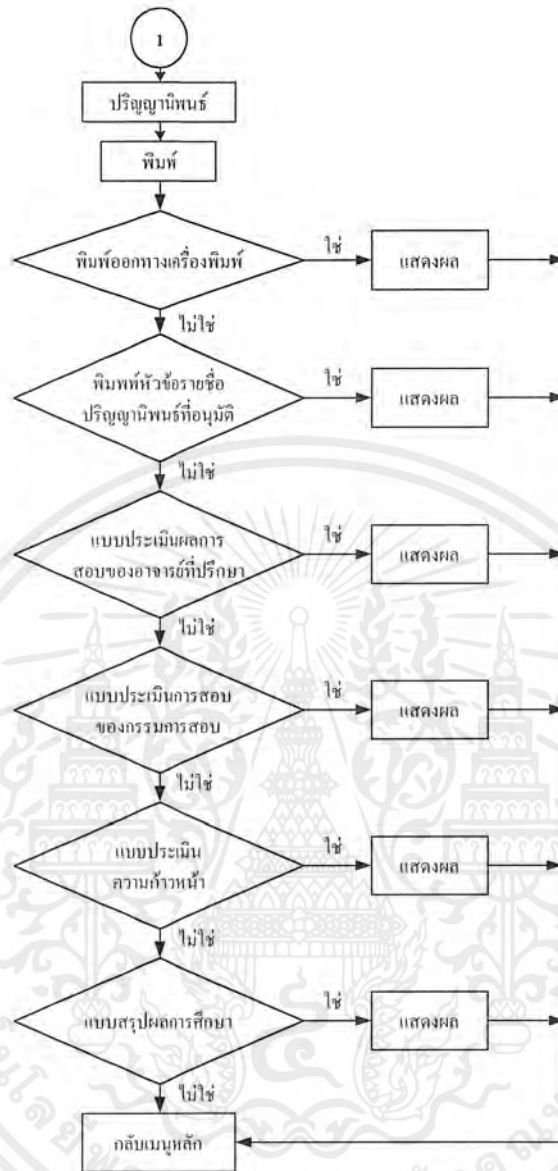 1
ปริญญานิพนธ์
พิมพ์
พิมพ์ออกทางเครื่องพิมพ์
ใช่
แสดงผล
ไม่ใช่
พิมพท์หัวข้อรายชื่อ
ปริญญานิพนธ์ที่อนุมัติ
ใช่
แสดงผล
ไม่ใช่
แบบประเมินผลการ
สอบของอาจารย์ที่ปรึกษา
ใช่
แสดงผล
ไม่ใช่
แบบประเมินการสอบ
ของกรรมการสอบ
ใช่
แสดงผล
ไม่ใช่
แบบประเมิน
ความก้าวหน้า
ใช่
แสดงผล
ไม่ใช่
แบบสรุปผลการศึกษา
ใช่
แสดงผล
ไม่ใช่
กลับเมนูหลัก